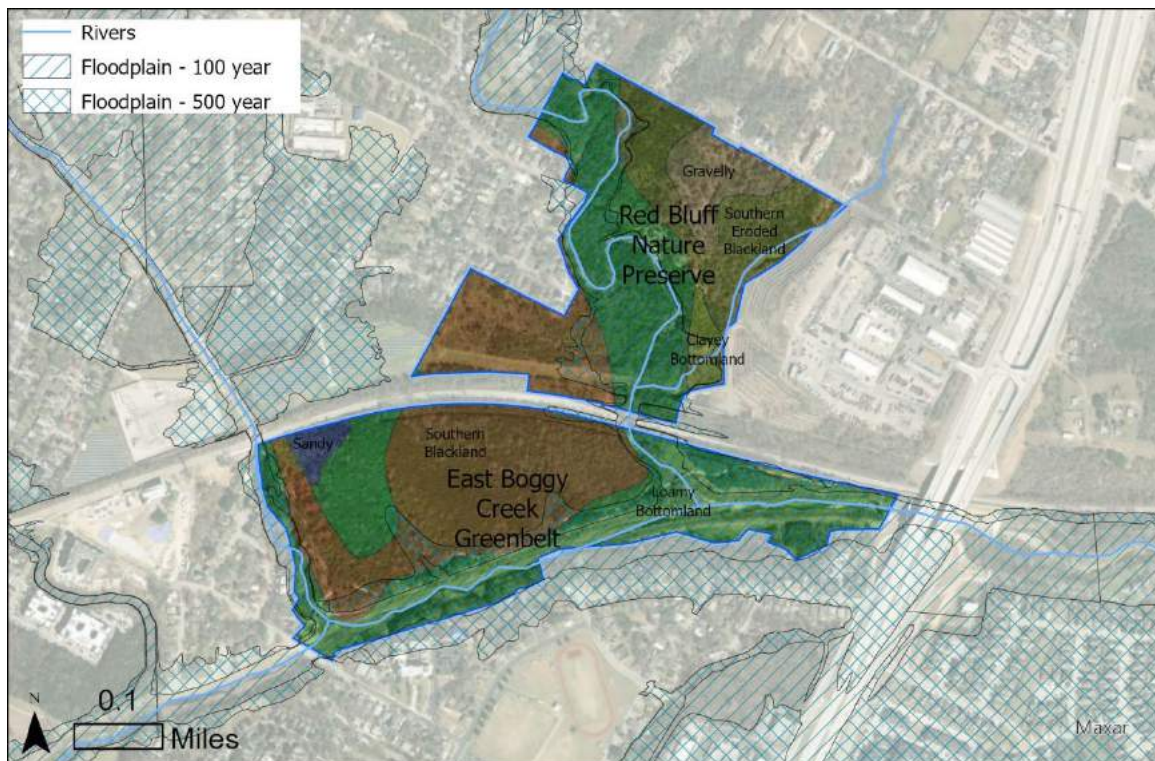 Rivers
Floodplain - 100 year
Floodplain - 500 year
Gravelly
Red Bluff
Nature
Preserve
Southern
Eroded
Blackland
Clayey
Bottomland
Sandy
Southern
Blackland
East Boggy
Creek
Greenbelt
Loamy
Bottomland
N
0.1
Miles
Maxar